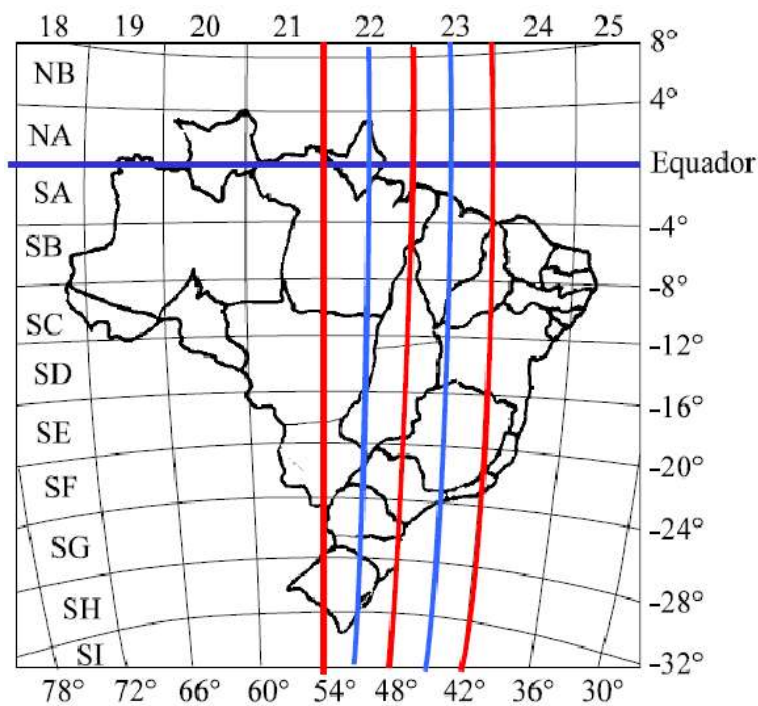 18 19 20 21 22 23 24 25
8°
NB
4°
NA
Equador
SA
-4°
SB
-8°
SC
-12°
SD
-16°
SE
-20°
SF
-24°
SG
-28°
SH
-32°
SI
78° 72° 66° 60° 54° 48° 42° 36° 30°